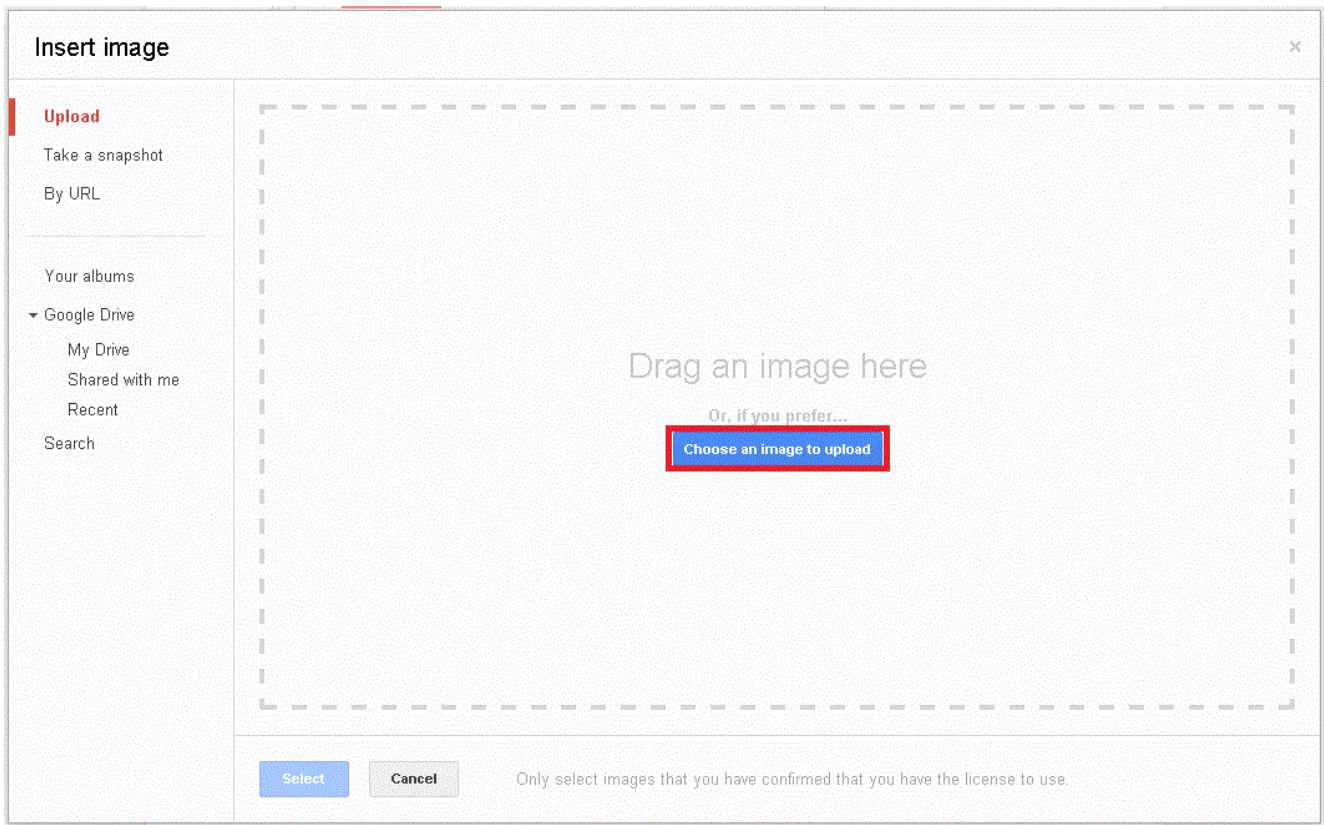 Insert image
×
Upload
Take a snapshot
By URL
Your albums
Google Drive
My Drive
Shared with me
Recent
Search
Drag an image here
Or, if you prefer...
Choose an image to upload
Select
Cancel
Only select images that you have confirmed that you have the license to use.